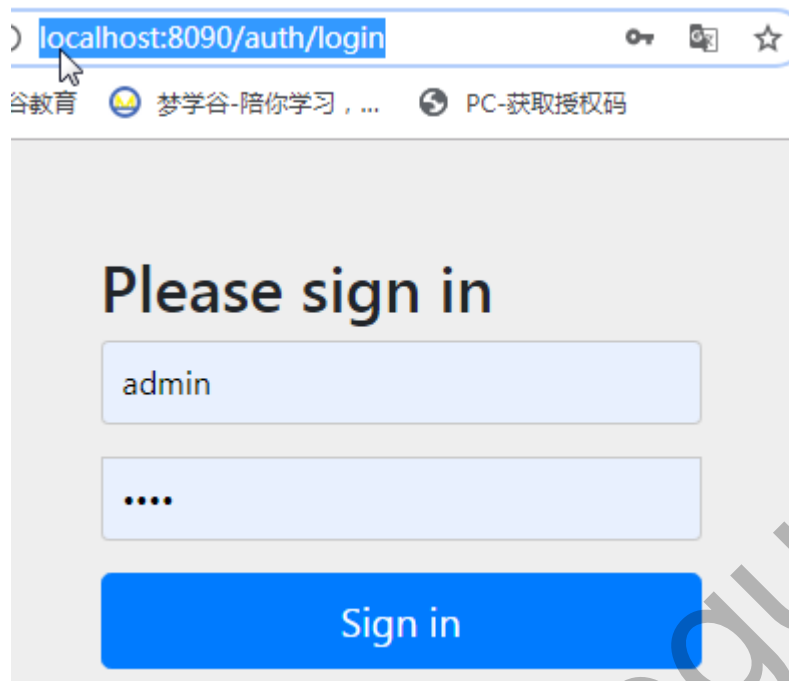 localhost:8090/auth/login
谷教育 梦学谷-陪你学习，... PC-获取授权码
Please sign in
admin
••••
Sign in